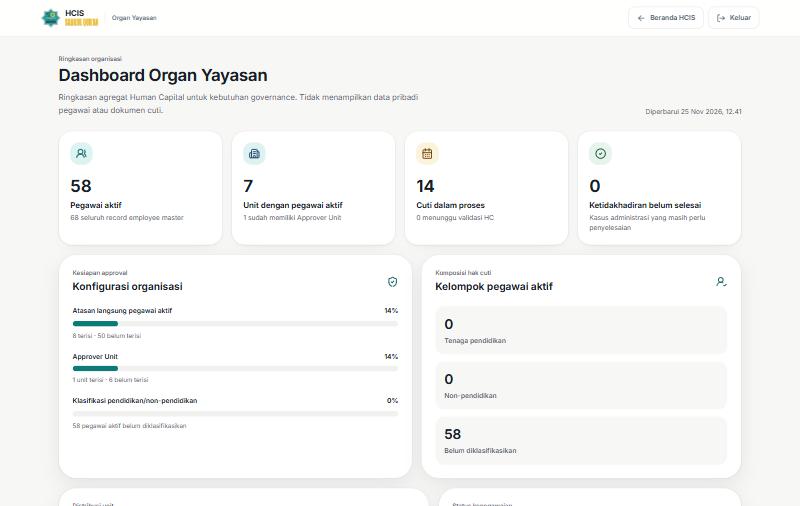 HCIS
Organ Yayasan
Beranda HCIS
Keluar
Ringkasan organisasi
Dashboard Organ Yayasan
Ringkasan agregat Human Capital untuk kebutuhan governance. Tidak menampilkan data pribadi
pegawai atau dokumen cuti.
Diperbarui 25 Nov 2026, 12.41
58
Pegawai aktif
68 seluruh record employee master
7
Unit dengan pegawai aktif
1 sudah memiliki Approver Unit
14
Cuti dalam proses
0 menunggu validasi HC
0
Ketidakhadiran belum selesai
Kasus administrasi yang masih perlu
penyelesaian
Kesiapan approval
Konfigurasi organisasi
Atasan langsung pegawai aktif
14%
8 terisi · 50 belum terisi
Approver Unit
14%
1 unit terisi · 6 belum terisi
Klasifikasi pendidikan/non-pendidikan
0%
58 pegawai aktif belum diklasifikasikan
Komposisi hak cuti
Kelompok pegawai aktif
0
Tenaga pendidikan
0
Non-pendidikan
58
Belum diklasifikasikan